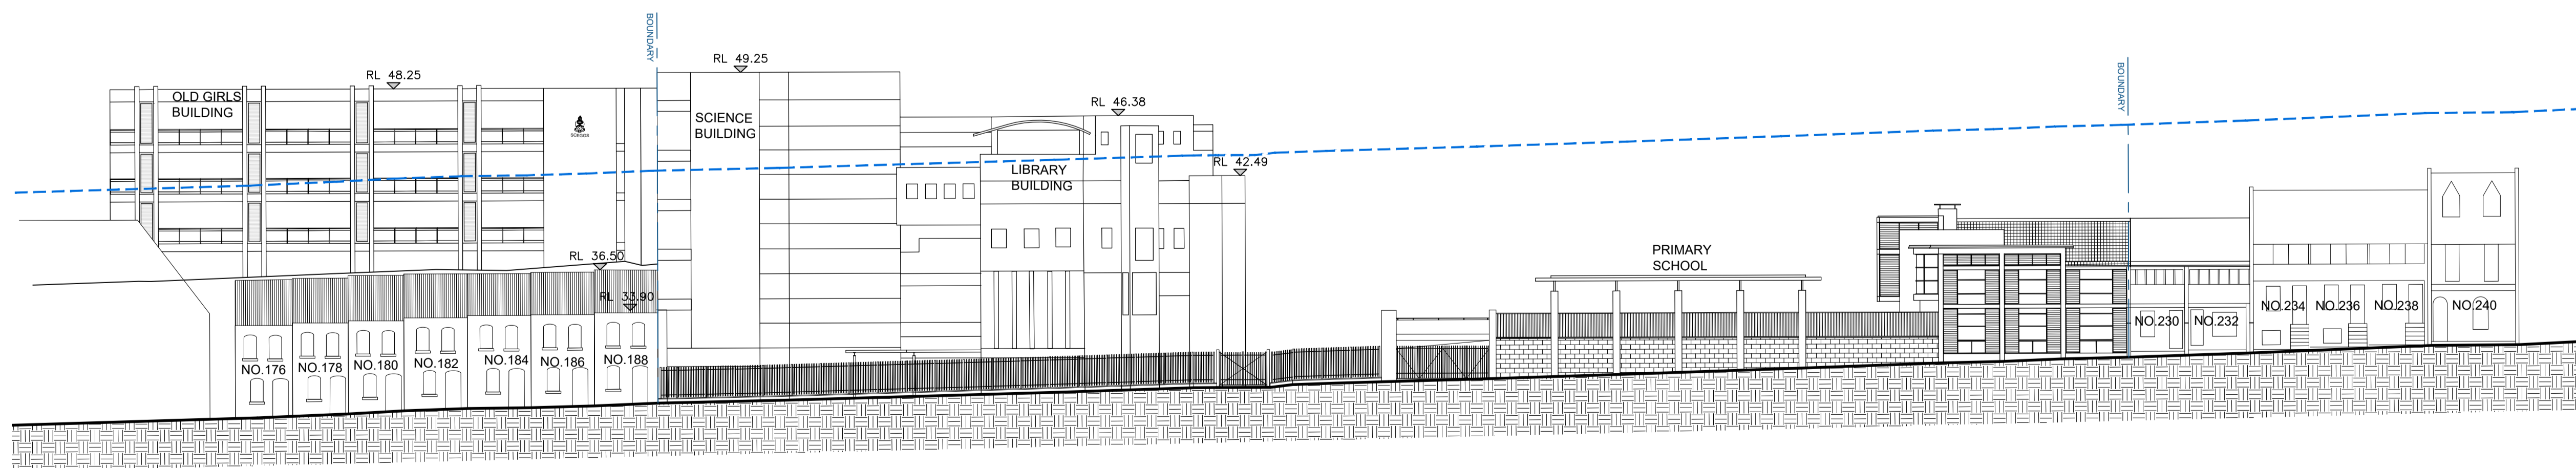 BOUNDARY
RL 49.25
RL 48.25
OLD GIRLS
BUILDING
SCEGGS
SCIENCE
BUILDING
RL 46.38
LIBRARY
BUILDING
RL 42.49
BOUNDARY
RL 36.50
RL 33.90
PRIMARY
SCHOOL
NO.176
NO.178
NO.180
NO.182
NO.184
NO.186
NO.188
NO.230
NO.232
NO.234
NO.236
NO.238
NO.240